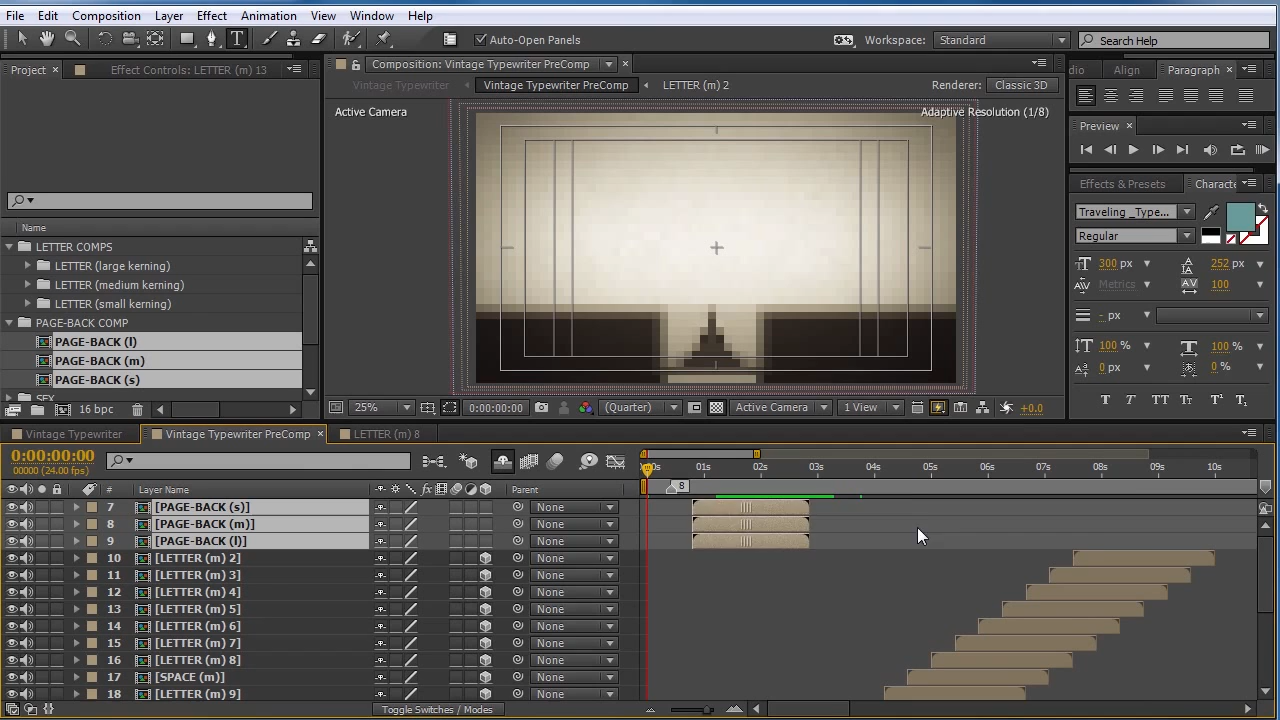 File Edit Composition Layer Effect Animation View Window Help
Auto-Open Panels Workspace: Standard Search Help
Project Effect Controls: LETTER (m) 13 Composition: Vintage Typewriter PreComp Align Paragraph
Vintage Typewriter Vintage Typewriter PreComp LETTER (m) 2 Renderer: Classic 3D
Active Camera Adaptive Resolution (1/8)
Preview
Effects & Presets
Traveling _Type...
Regular
Name
LETTER COMPS
LETTER (large kerning)
LETTER (medium kerning)
LETTER (small kerning)
PAGE-BACK COMP
PAGE-BACK (l)
PAGE-BACK (m)
PAGE-BACK (s)
300 px 252 px
Metrics 100
- px
100 % 100 %
0 px 0 %
16 bpc
25% 0:00:00:00 (Quarter) Active Camera 1 View +0.0
Vintage Typewriter Vintage Typewriter PreComp LETTER (m) 8
0:00:00:00
00000 (24.00 fps)
01s 02s 03s 04s 05s 06s 07s 08s 09s 10s
# Layer Name Parent
8
7 [PAGE-BACK (s)] None
8 [PAGE-BACK (m)] None
9 [PAGE-BACK (l)] None
10 [LETTER (m) 2] None
11 [LETTER (m) 3] None
12 [LETTER (m) 4] None
13 [LETTER (m) 5] None
14 [LETTER (m) 6] None
15 [LETTER (m) 7] None
16 [LETTER (m) 8] None
17 [SPACE (m)] None
18 [LETTER (m) 9] None
Toggle Switches / Modes